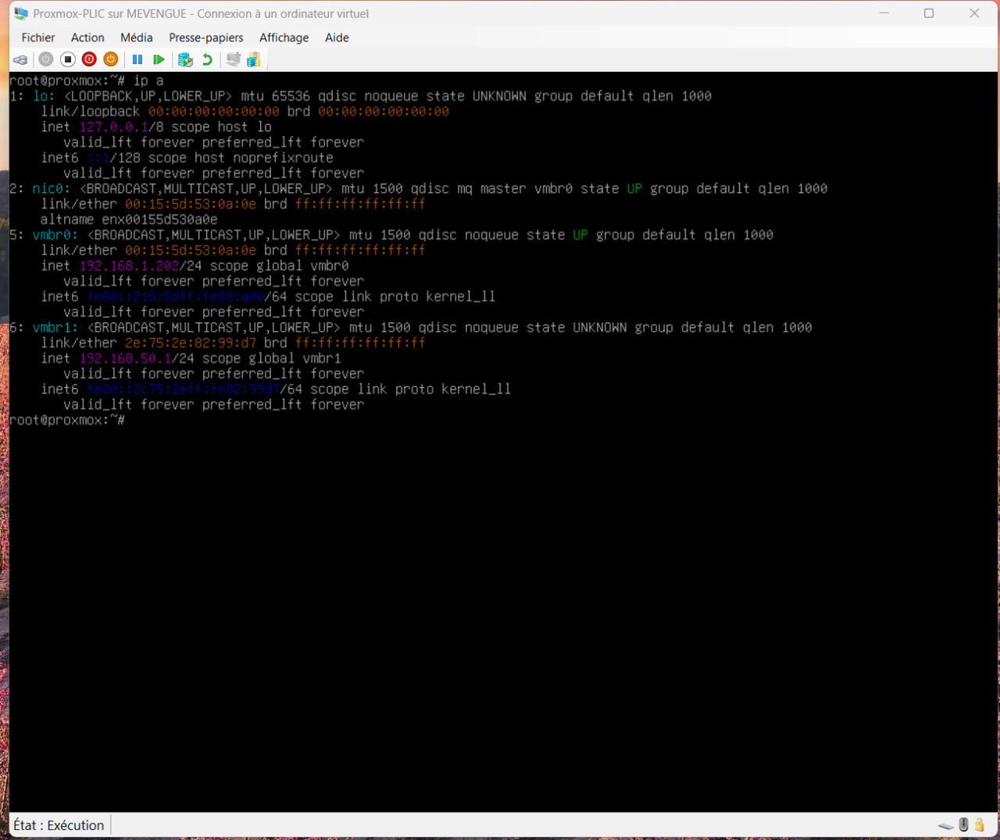 Proxmox-PLIC sur MEVENGUE - Connexion à un ordinateur virtuel
Fichier Action Média Presse-papiers Affichage Aide
root@proxmox:~# ip a
1: lo: <LOOPBACK,UP,LOWER_UP> mtu 65536 qdisc noqueue state UNKNOWN group default qlen 1000
link/loopback 00:00:00:00:00:00 brd 00:00:00:00:00:00
inet 127.0.0.1/8 scope host lo
valid_lft forever preferred_lft forever
inet6 ::1/128 scope host noprefixroute
valid_lft forever preferred_lft forever
2: nic0: <BROADCAST,MULTICAST,UP,LOWER_UP> mtu 1500 qdisc mq master vmbr0 state UP group default qlen 1000
link/ether 00:15:5d:53:0a:0e brd ff:ff:ff:ff:ff:ff
altname enx00155d530a0e
5: vmbr0: <BROADCAST,MULTICAST,UP,LOWER_UP> mtu 1500 qdisc noqueue state UP group default qlen 1000
link/ether 00:15:5d:53:0a:0e brd ff:ff:ff:ff:ff:ff
inet 192.168.1.202/24 scope global vmbr0
valid_lft forever preferred_lft forever
inet6 fe80::215:5dff:fe53:a0e/64 scope link proto kernel_ll
valid_lft forever preferred_lft forever
6: vmbr1: <BROADCAST,MULTICAST,UP,LOWER_UP> mtu 1500 qdisc noqueue state UNKNOWN group default qlen 1000
link/ether 2e:75:2e:82:99:d7 brd ff:ff:ff:ff:ff:ff
inet 192.168.50.1/24 scope global vmbr1
valid_lft forever preferred_lft forever
inet6 fe80::2c75:2eff:fe82:99d7/64 scope link proto kernel_ll
valid_lft forever preferred_lft forever
root@proxmox:~#
État : Exécution